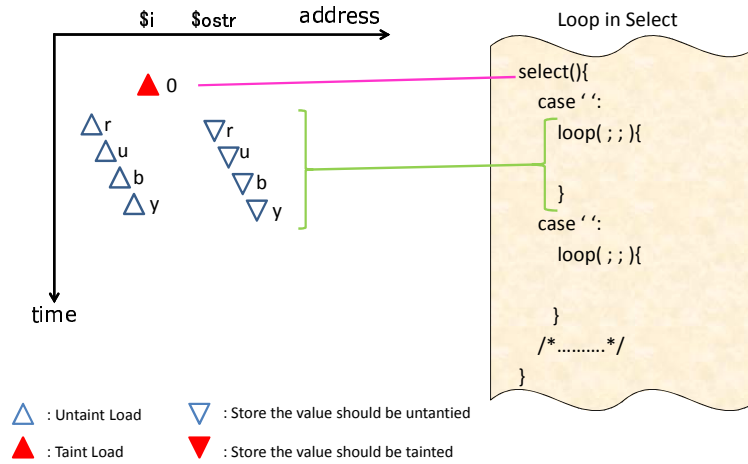 $i $ostr address
0
r r
u u
b b
y y
time
Loop in Select
select(){
case ‘ ‘:
loop( ; ; ){
}
case ‘ ‘:
loop( ; ; ){
}
/*……….*/
}
: Untaint Load : Store the value should be untantied
: Taint Load : Store the value should be tainted